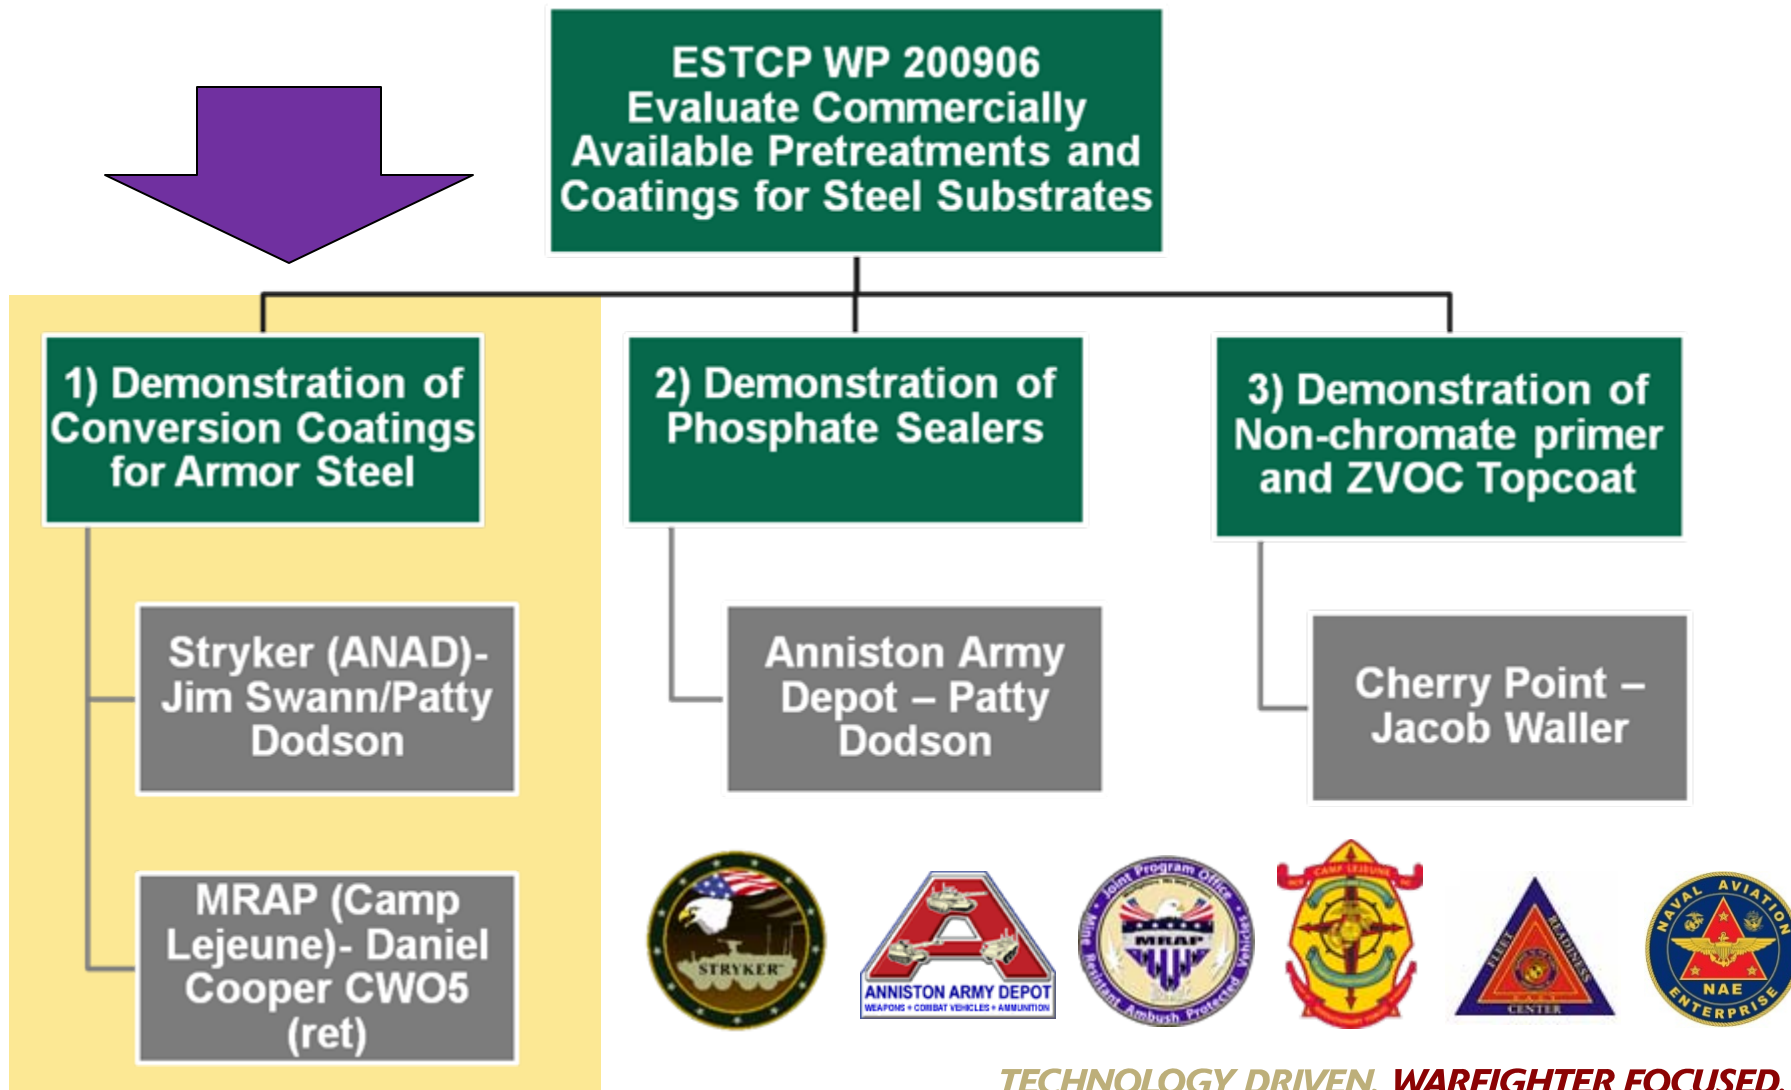 ESTCP WP 200906
Evaluate Commercially
Available Pretreatments and
Coatings for Steel Substrates
1) Demonstration of
Conversion Coatings
for Armor Steel
2) Demonstration of
Phosphate Sealers
3) Demonstration of
Non-chromate primer
and ZVOC Topcoat
Stryker (ANAD)-
Jim Swann/Patty
Dodson
Anniston Army
Depot – Patty
Dodson
Cherry Point –
Jacob Waller
MRAP (Camp
Lejeune)- Daniel
Cooper CWO5
(ret)
STRYKER
ANNISTON ARMY DEPOT
WEAPONS • COMBAT VEHICLES • AMMUNITION
Joint Program Office
Mine Resistant Ambush Protected Vehicles
MRAP
CAMP LEJEUNE
FLEET READINESS
CENTER
NAVAL AVIATION
NAE
ENTERPRISE
TECHNOLOGY DRIVEN. WARFIGHTER FOCUSED.